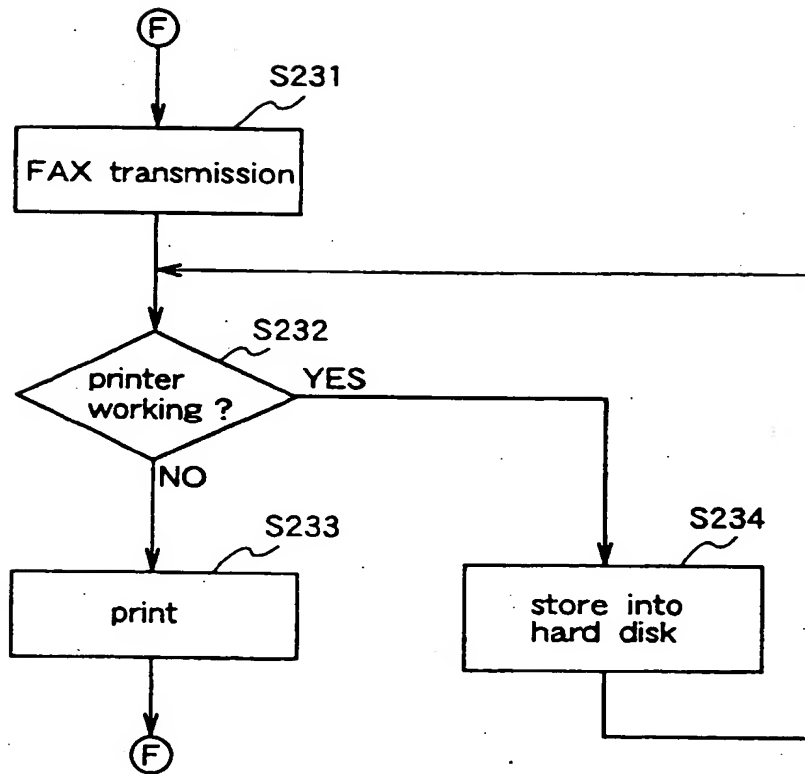 F
S231
FAX transmission
S232
printer
working ?
YES
NO
S233
print
S234
store into
hard disk
F